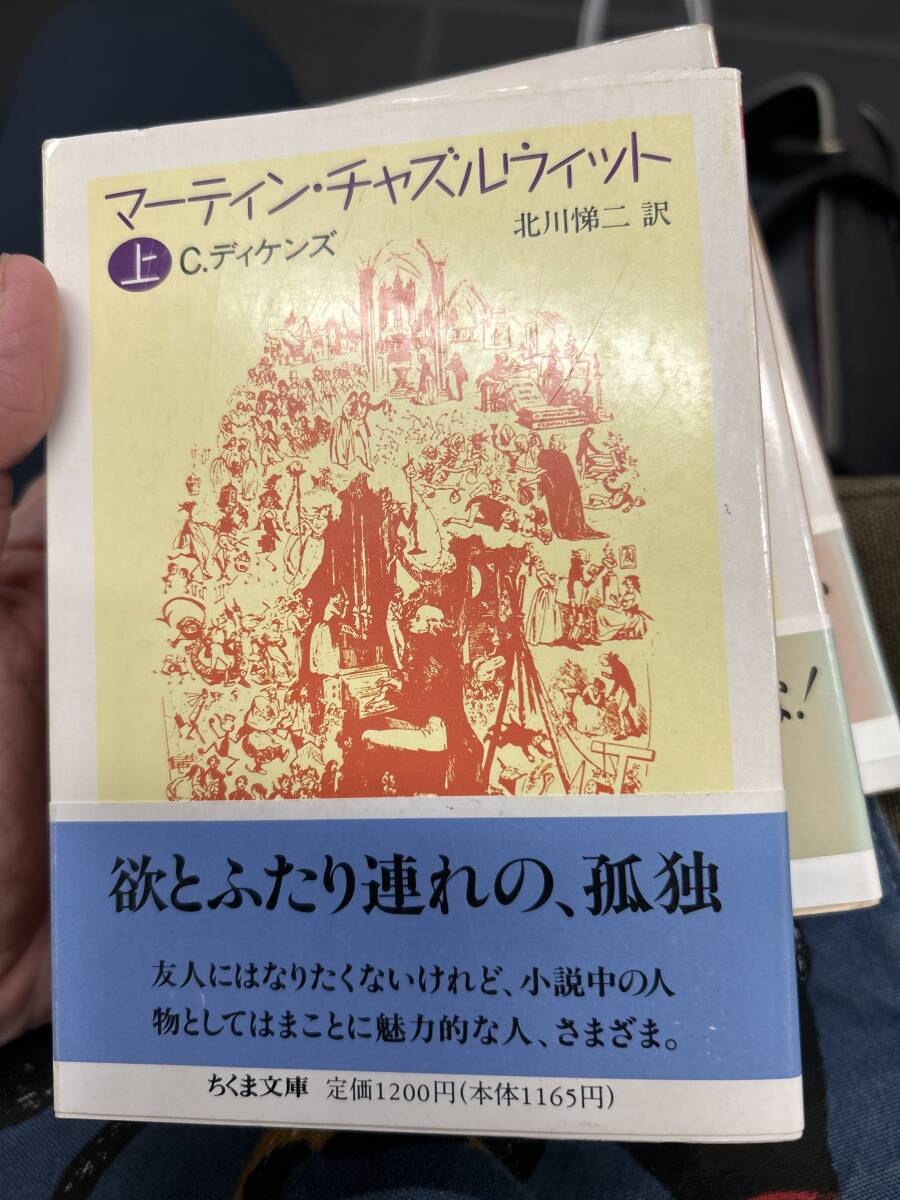 マーティン・チャズルウィット
上 C.ディケンズ
北川悌二 訳
欲とふたり連れの、孤独
友人にはなりたくないけれど、小説中の人
物としてはまことに魅力的な人、さまざま。
ちくま文庫 定価1200円(本体1165円)